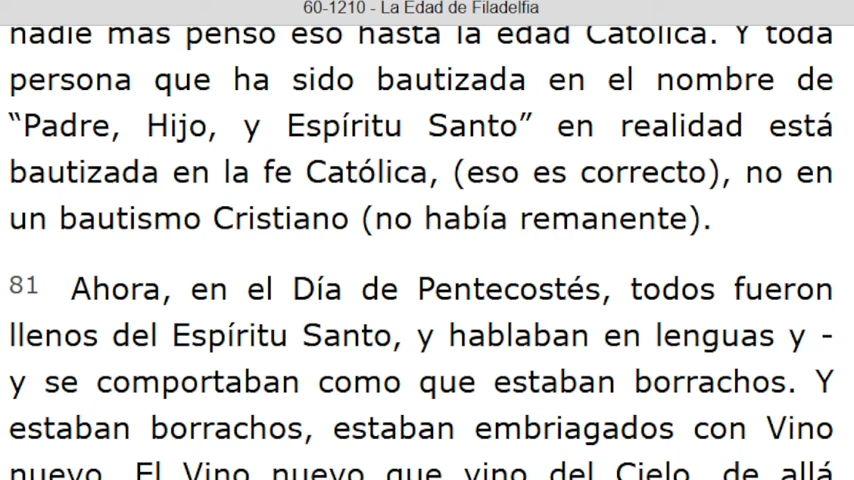 60-1210 - La Edad de Filadelfia
nadie más pensó eso hasta la edad Católica. Y toda
persona que ha sido bautizada en el nombre de
“Padre, Hijo, y Espíritu Santo” en realidad está
bautizada en la fe Católica, (eso es correcto), no en
un bautismo Cristiano (no había remanente).
81 Ahora, en el Día de Pentecostés, todos fueron
llenos del Espíritu Santo, y hablaban en lenguas y -
y se comportaban como que estaban borrachos. Y
estaban borrachos, estaban embriagados con Vino
nuevo. El Vino nuevo que vino del Cielo, de allá